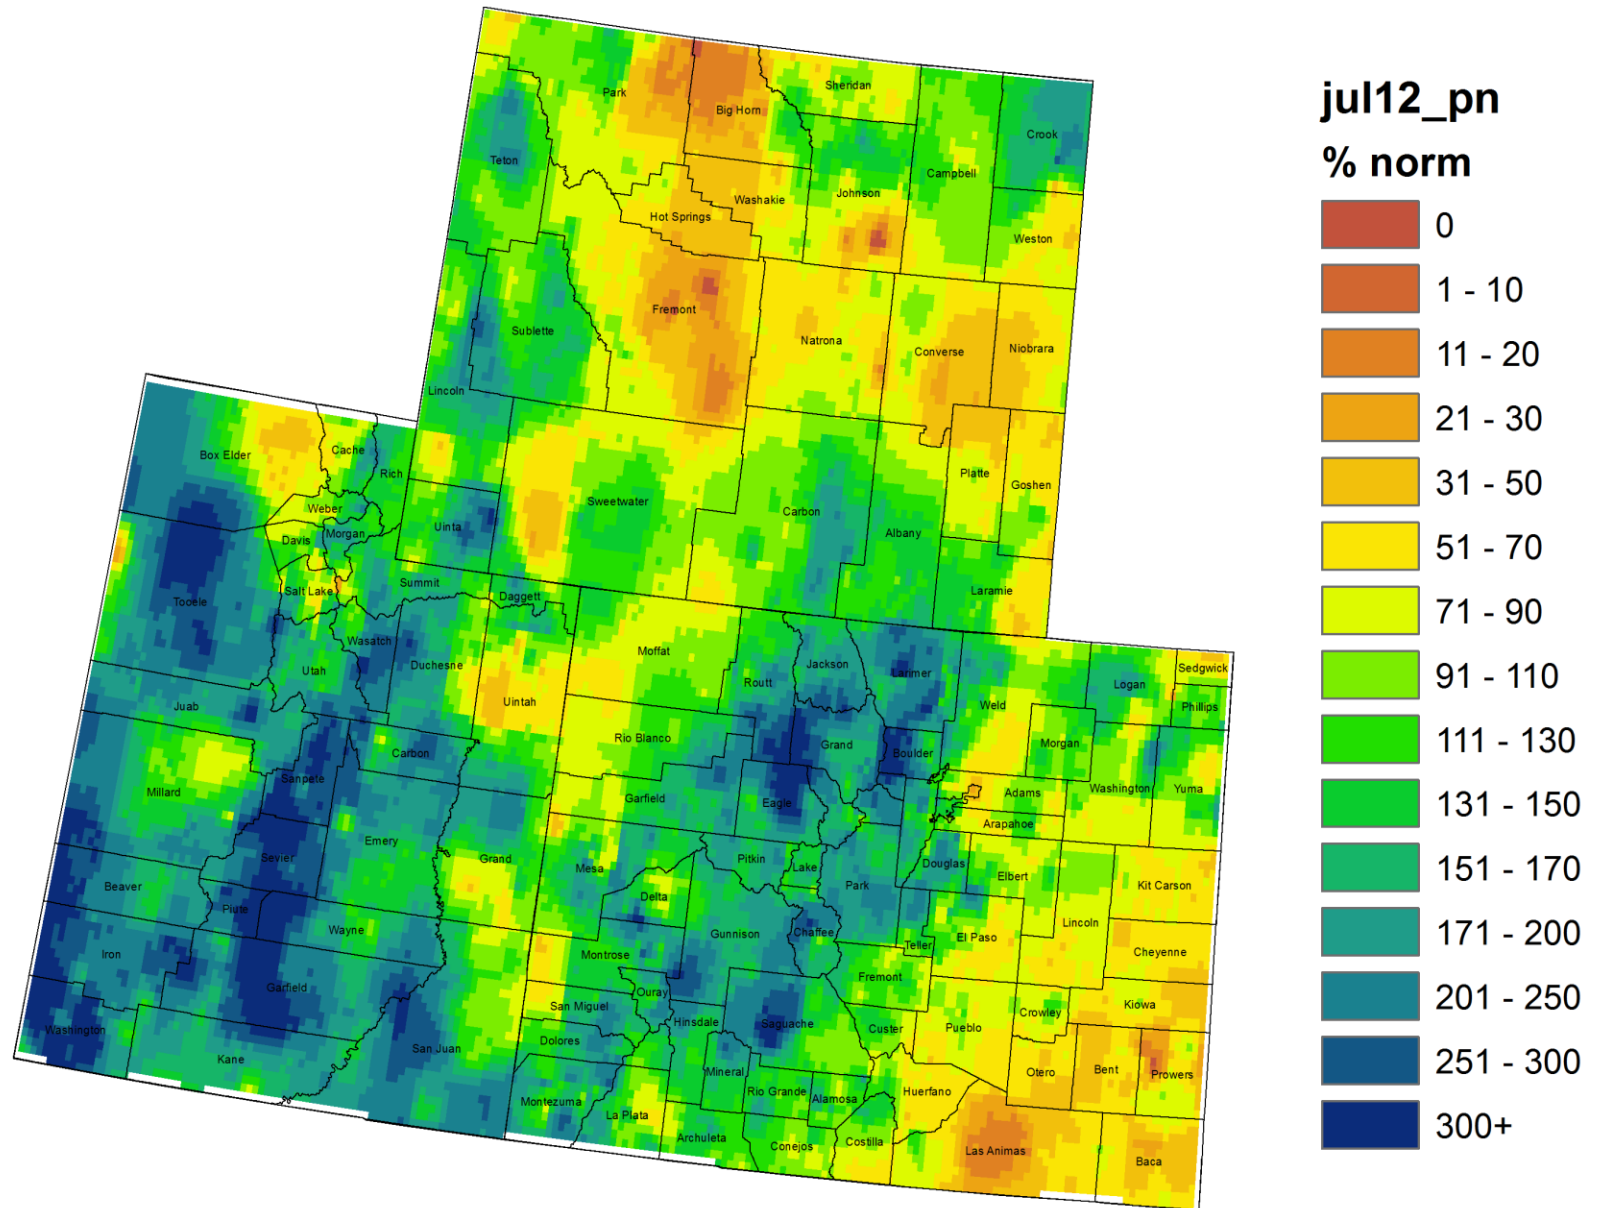 jul12_pn
% norm
0
1 - 10
11 - 20
21 - 30
31 - 50
51 - 70
71 - 90
91 - 110
111 - 130
131 - 150
151 - 170
171 - 200
201 - 250
251 - 300
300+
Park
Big Horn
Sheridan
Crook
Teton
Campbell
Johnson
Washakie
Hot Springs
Weston
Fremont
Sublette
Natrona
Converse
Niobrara
Lincoln
Platte
Goshen
Sweetwater
Carbon
Uinta
Albany
Laramie
Box Elder
Cache
Rich
Weber
Morgan
Davis
Salt Lake
Summit
Daggett
Tooele
Wasatch
Duchesne
Utah
Uintah
Juab
Carbon
Sanpete
Millard
Emery
Grand
Sevier
Beaver
Piute
Wayne
Iron
Garfield
Washington
Kane
San Juan
Moffat
Routt
Jackson
Larimer
Weld
Logan
Sedgwick
Phillips
Rio Blanco
Grand
Boulder
Morgan
Garfield
Eagle
Adams
Washington
Yuma
Arapahoe
Mesa
Pitkin
Lake
Park
Douglas
Elbert
Kit Carson
Delta
Gunnison
Chaffee
Teller
El Paso
Lincoln
Cheyenne
Montrose
Fremont
Kiowa
Ouray
San Miguel
Hinsdale
Saguache
Custer
Pueblo
Crowley
Dolores
Mineral
Rio Grande
Alamosa
Huerfano
Otero
Bent
Prowers
Montezuma
La Plata
Archuleta
Conejos
Costilla
Las Animas
Baca